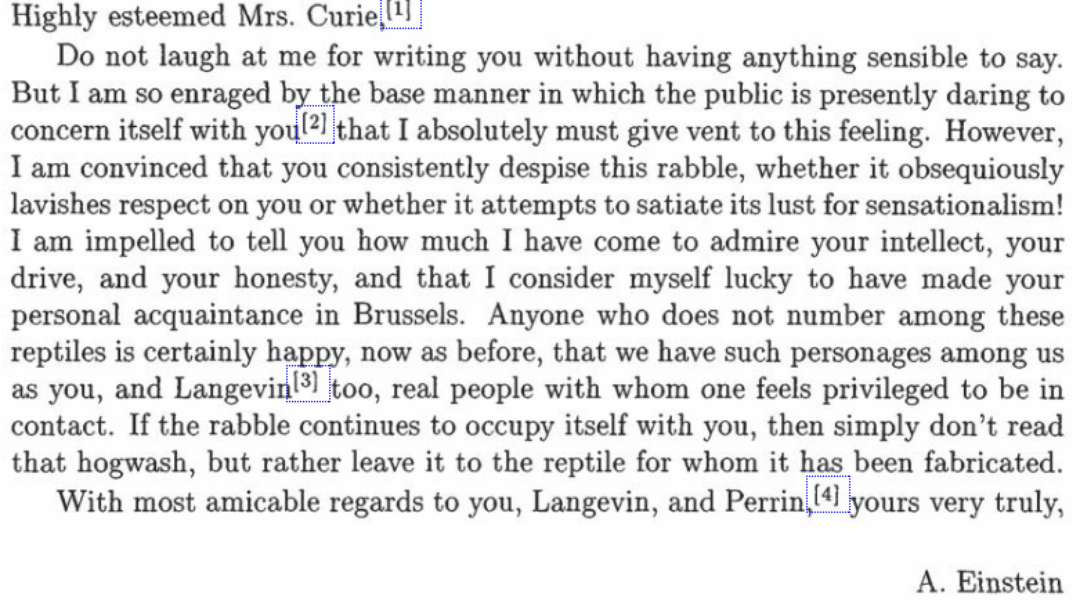 Highly esteemed Mrs. Curie,[1]
Do not laugh at me for writing you without having anything sensible to say.
But I am so enraged by the base manner in which the public is presently daring to
concern itself with you[2] that I absolutely must give vent to this feeling. However,
I am convinced that you consistently despise this rabble, whether it obsequiously
lavishes respect on you or whether it attempts to satiate its lust for sensationalism!
I am impelled to tell you how much I have come to admire your intellect, your
drive, and your honesty, and that I consider myself lucky to have made your
personal acquaintance in Brussels. Anyone who does not number among these
reptiles is certainly happy, now as before, that we have such personages among us
as you, and Langevin[3] too, real people with whom one feels privileged to be in
contact. If the rabble continues to occupy itself with you, then simply don't read
that hogwash, but rather leave it to the reptile for whom it has been fabricated.
With most amicable regards to you, Langevin, and Perrin,[4] yours very truly,
A. Einstein